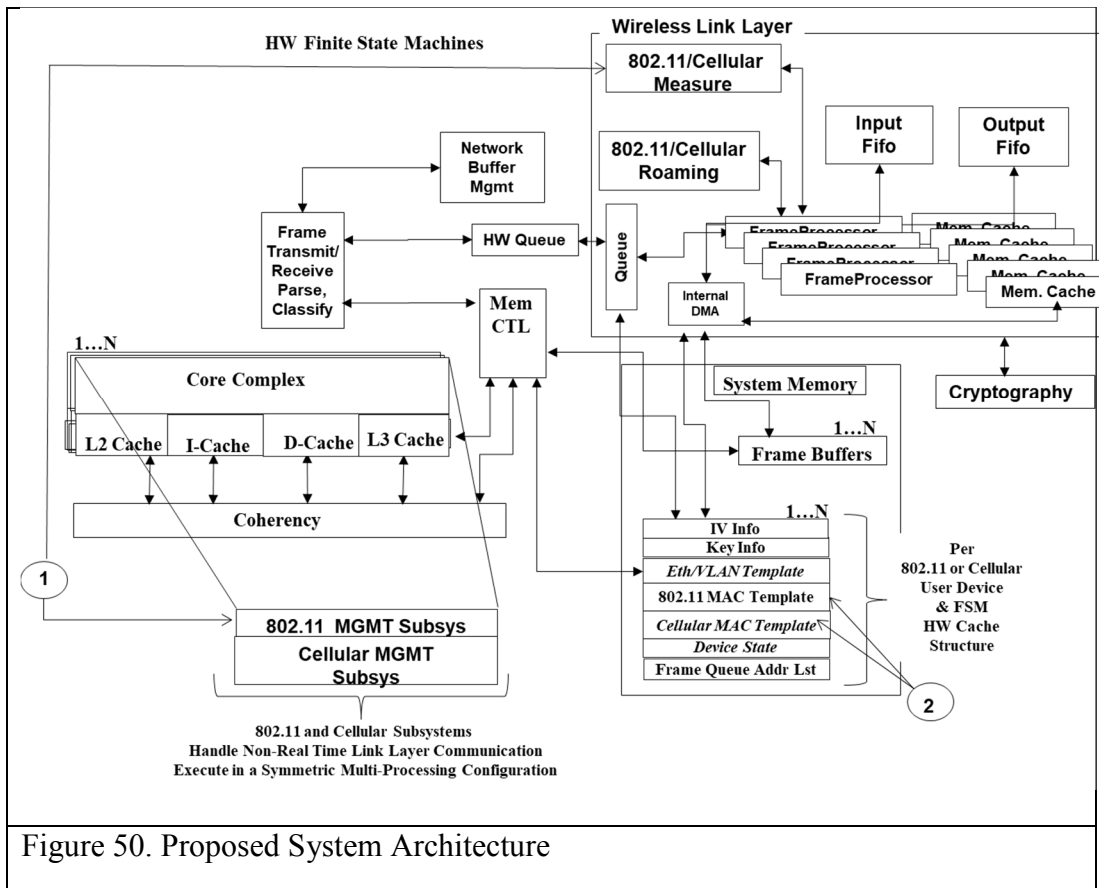 Wireless Link Layer
HW Finite State Machines
802.11/Cellular
Measure
Input
Fifo
Output
Fifo
Network
Buffer
Mgmt
802.11/Cellular
Roaming
Frame
Transmit/
Receive
Parse,
Classify
HW Queue
Queue
FrameProcessor
FrameProcessor
FrameProcessor
FrameProcessor
Mem. Cache
Mem. Cache
Mem. Cache
Mem. Cache
Mem. Cache
Internal
DMA
Mem
CTL
1…N
Core Complex
L2 Cache
I-Cache
D-Cache
L3 Cache
Coherency
System Memory
Cryptography
1…N
Frame Buffers
1…N
IV Info
Key Info
Eth/VLAN Template
802.11 MAC Template
Cellular MAC Template
Device State
Frame Queue Addr Lst
Per
802.11 or Cellular
User Device
& FSM
HW Cache
Structure
1
2
802.11 MGMT Subsys
Cellular MGMT
Subsys
802.11 and Cellular Subsystems
Handle Non-Real Time Link Layer Communication
Execute in a Symmetric Multi-Processing Configuration
Figure 50. Proposed System Architecture